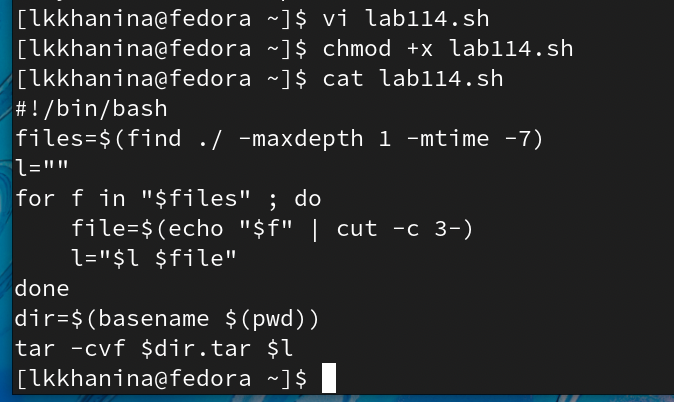 [lkkhanina@fedora ~]$ vi lab114.sh
[lkkhanina@fedora ~]$ chmod +x lab114.sh
[lkkhanina@fedora ~]$ cat lab114.sh
#!/bin/bash
files=$(find ./ -maxdepth 1 -mtime -7)
l=""
for f in "$files" ; do
    file=$(echo "$f" | cut -c 3-)
    l="$l $file"
done
dir=$(basename $(pwd))
tar -cvf $dir.tar $l
[lkkhanina@fedora ~]$